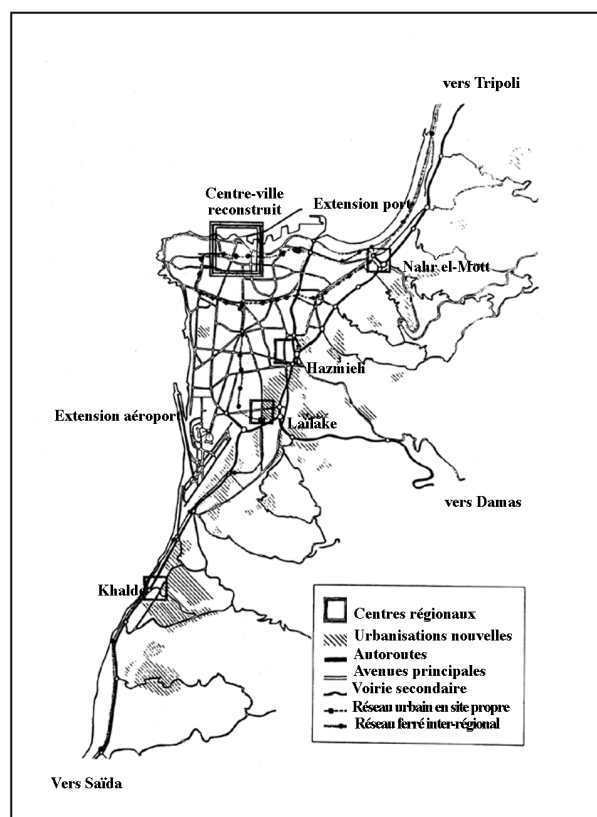 vers Tripoli
Centre-ville
reconstruit
Extension port
Nahr el-Mott
Hazmieh
Extension aéroport
Laïlake
vers Damas
Khalde
Centres régionaux
Urbanisations nouvelles
Autoroutes
Avenues principales
Voirie secondaire
Réseau urbain en site propre
Réseau ferré inter-régional
Vers Saïda